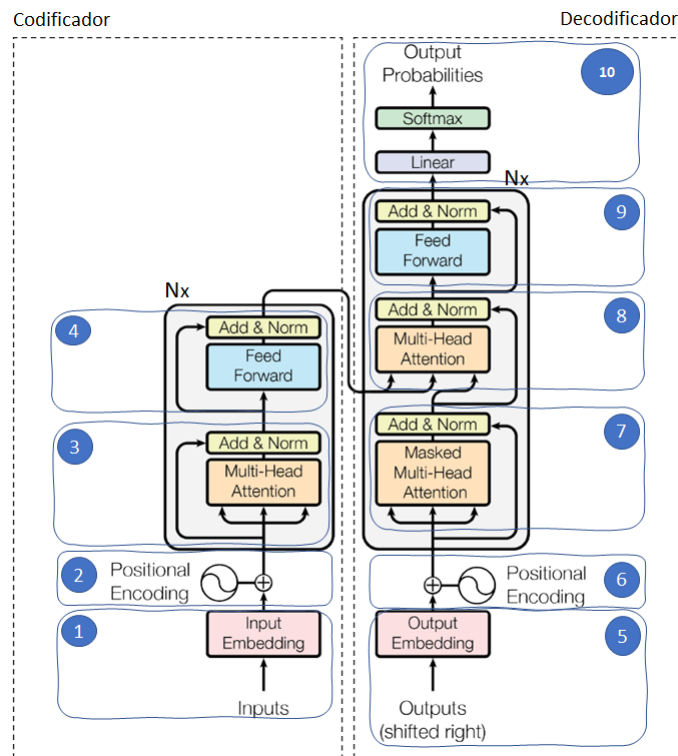 Codificador
Decodificador
Output
Probabilities
10
Softmax
Linear
Nx
Add & Norm
9
Feed
Forward
Add & Norm
8
Multi-Head
Attention
Nx
4
Add & Norm
Feed
Forward
Add & Norm
7
Masked
Multi-Head
Attention
3
Add & Norm
Multi-Head
Attention
2
Positional
Encoding
Positional
Encoding
6
1
Input
Embedding
Output
Embedding
5
Inputs
Outputs
(shifted right)